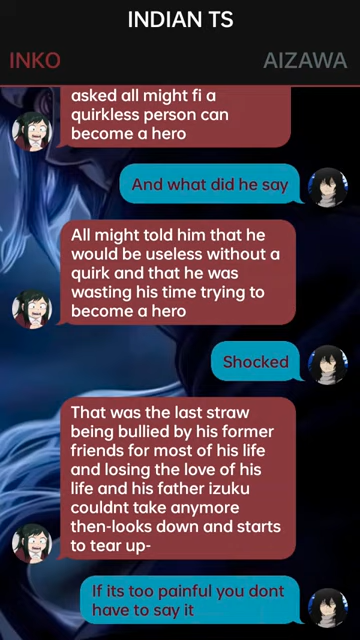 INDIAN TS
INKO AIZAWA
asked all might fi a
quirkless person can
become a hero
And what did he say
All might told him that he
would be useless without a
quirk and that he was
wasting his time trying to
become a hero
Shocked
That was the last straw
being bullied by his former
friends for most of his life
and losing the love of his
life and his father izuku
couldnt take anymore
then-looks down and starts
to tear up-
If its too painful you dont
have to say it